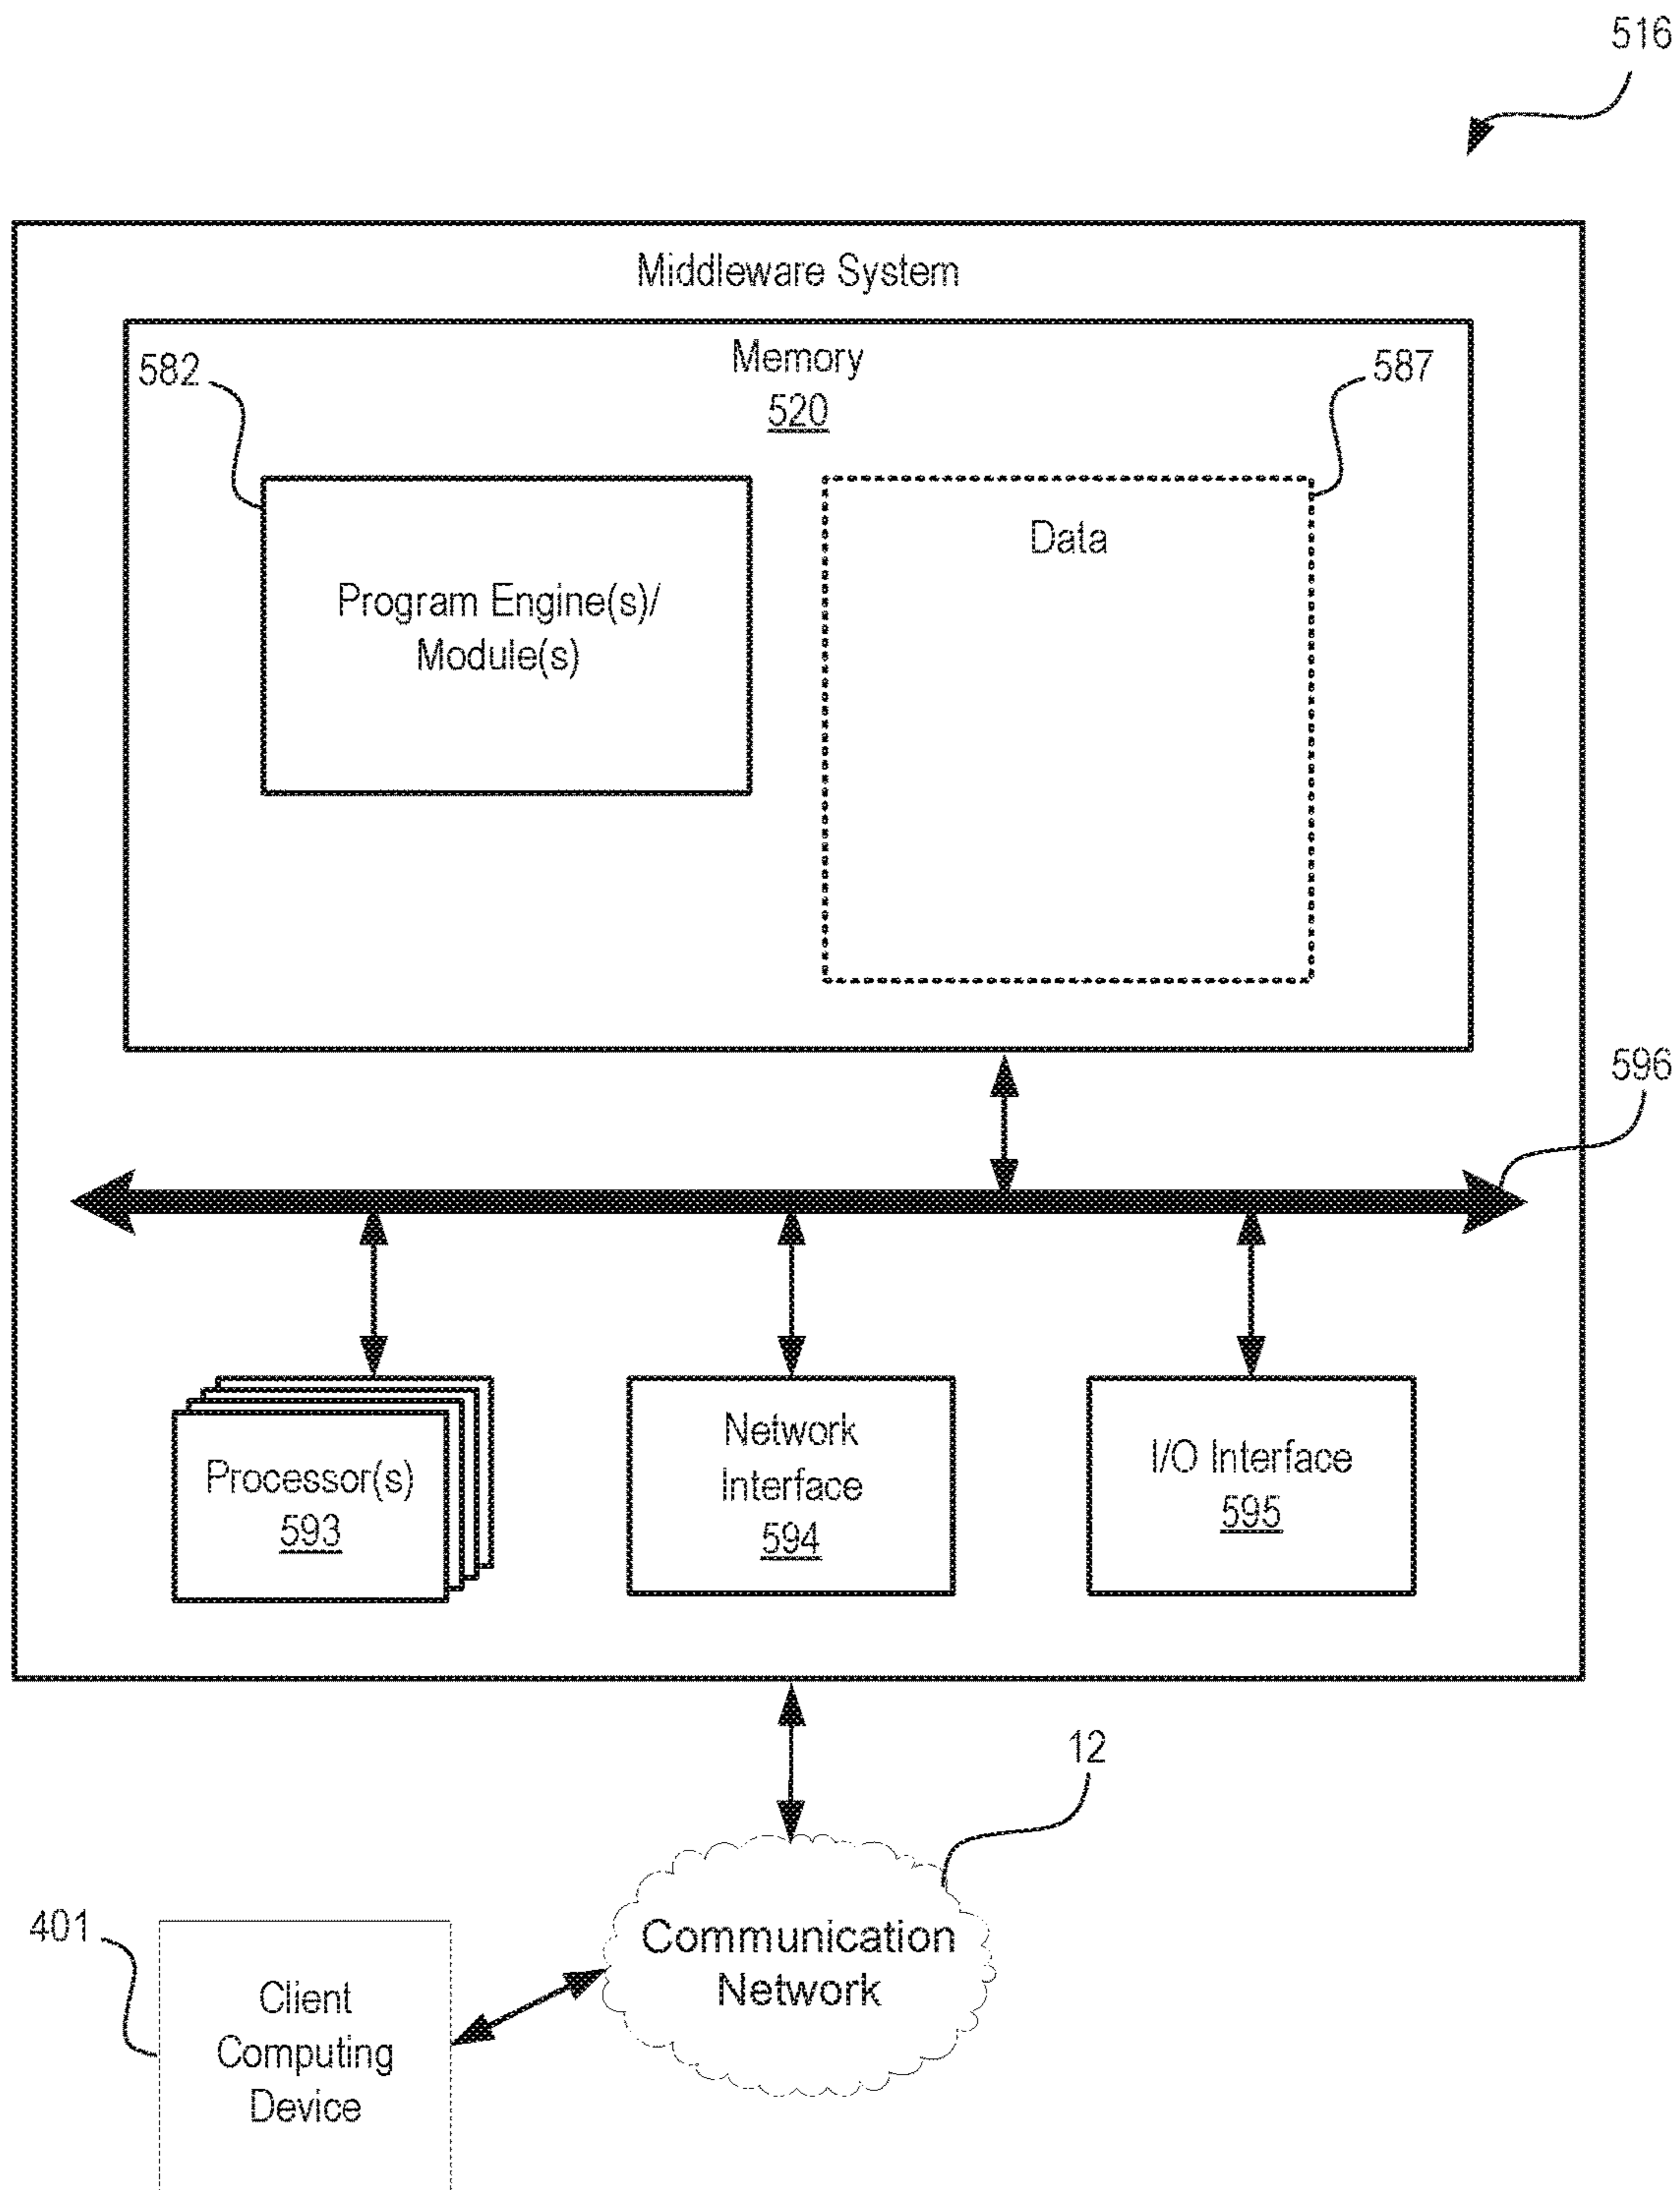 516
Middleware System
Memory
520
582
587
Program Engine(s)/
Module(s)
Data
596
Processor(s)
593
Network
Interface
594
I/O Interface
595
12
Communication
Network
401
Client
Computing
Device